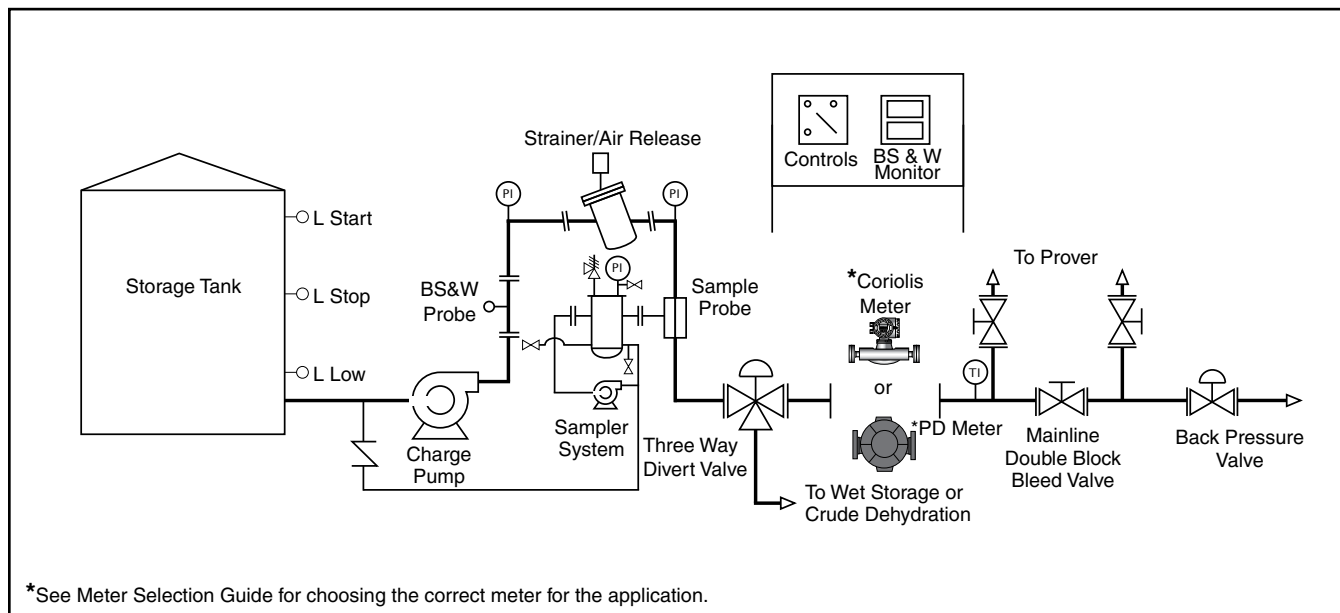 Strainer/Air Release
Controls
BS & W
Monitor
PI
PI
L Start
Storage Tank
L Stop
L Low
BS&W
Probe
PI
Sample
Probe
*Coriolis
Meter
or
*PD Meter
To Prover
TI
Charge
Pump
Sampler
System
Three Way
Divert Valve
To Wet Storage or
Crude Dehydration
Mainline
Double Block
Bleed Valve
Back Pressure
Valve
*See Meter Selection Guide for choosing the correct meter for the application.